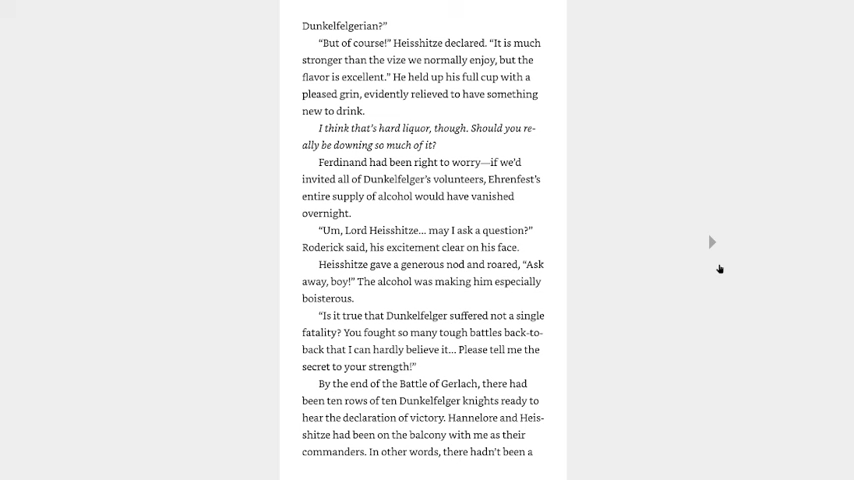 Dunkelfelgerian?”
“But of course!” Heisshitze declared. “It is much
stronger than the vize we normally enjoy, but the
flavor is excellent.” He held up his full cup with a
pleased grin, evidently relieved to have something
new to drink.
I think that’s hard liquor, though. Should you re-
ally be downing so much of it?
Ferdinand had been right to worry—if we’d
invited all of Dunkelfelger’s volunteers, Ehrenfest’s
entire supply of alcohol would have vanished
overnight.
“Um, Lord Heisshitze... may I ask a question?”
Roderick said, his excitement clear on his face.
Heisshitze gave a generous nod and roared, “Ask
away, boy!” The alcohol was making him especially
boisterous.
“Is it true that Dunkelfelger suffered not a single
fatality? You fought so many tough battles back-to-
back that I can hardly believe it... Please tell me the
secret to your strength!”
By the end of the Battle of Gerlach, there had
been ten rows of ten Dunkelfelger knights ready to
hear the declaration of victory. Hannelore and Heis-
shitze had been on the balcony with me as their
commanders. In other words, there hadn’t been a